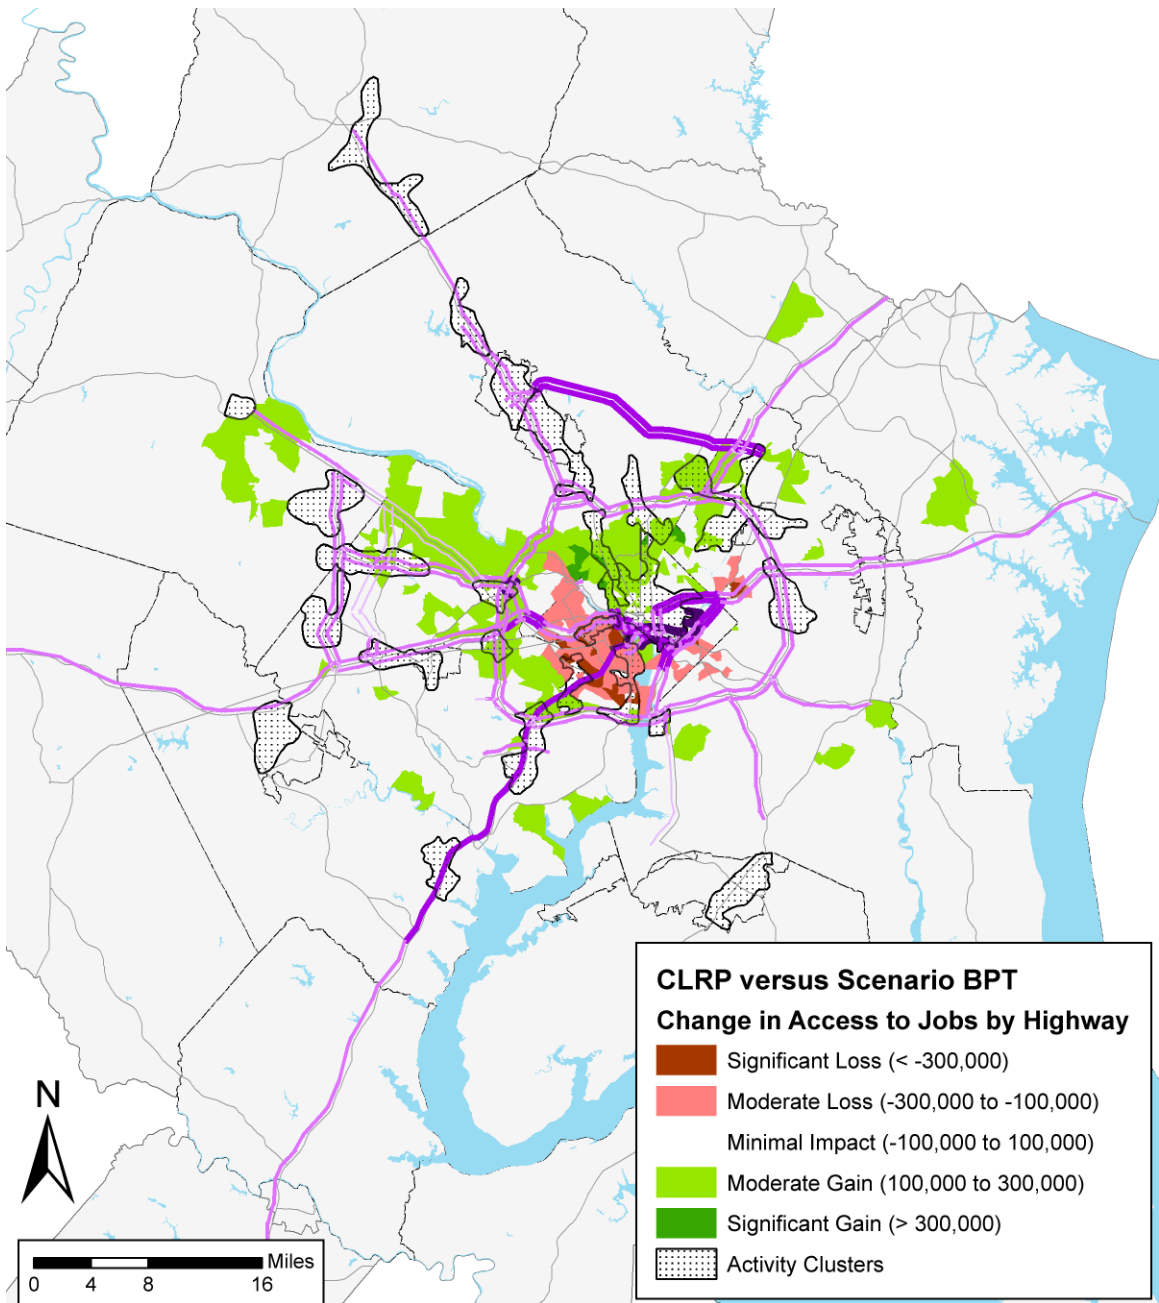 CLRP versus Scenario BPT
Change in Access to Jobs by Highway
Significant Loss (< -300,000)
Moderate Loss (-300,000 to -100,000)
Minimal Impact (-100,000 to 100,000)
Moderate Gain (100,000 to 300,000)
Significant Gain (> 300,000)
Activity Clusters
N
Miles
0 4 8 16